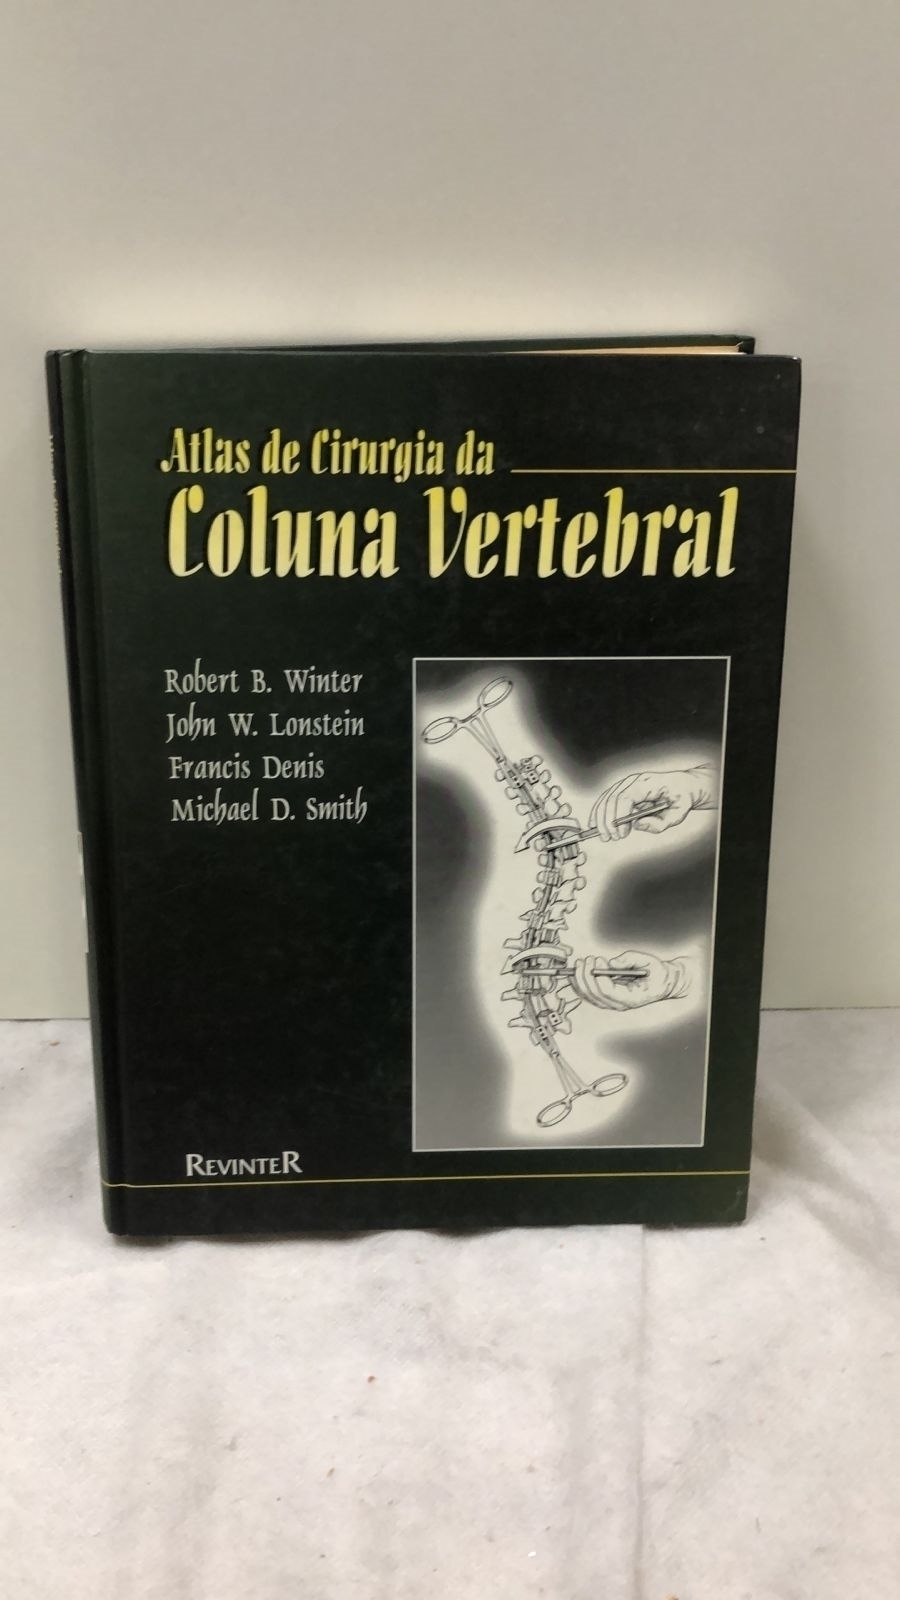 Atlas de Cirurgia da
Coluna Vertebral
Robert B. Winter
John W. Lonstein
Francis Denis
Michael D. Smith
REVINTER